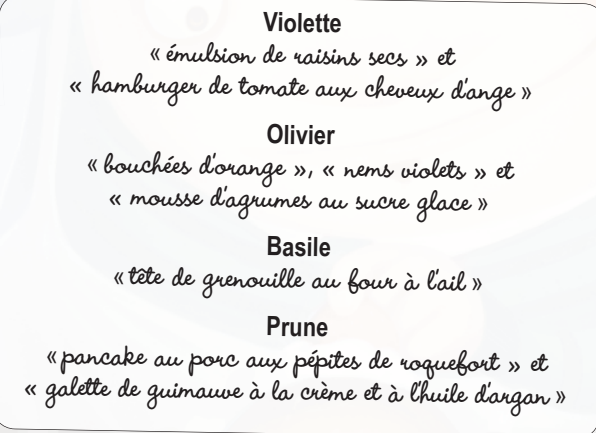 Violette
« émulsion de raisins secs » et
« hamburger de tomate aux cheveux d'ange »
Olivier
« bouchées d'orange », « nems violets » et
« mousse d'agrumes au sucre glace »
Basile
« tête de grenouille au four à l'ail »
Prune
« pancake au porc aux pépites de roquefort » et
« galette de guimauve à la crème et à l'huile d'argan »